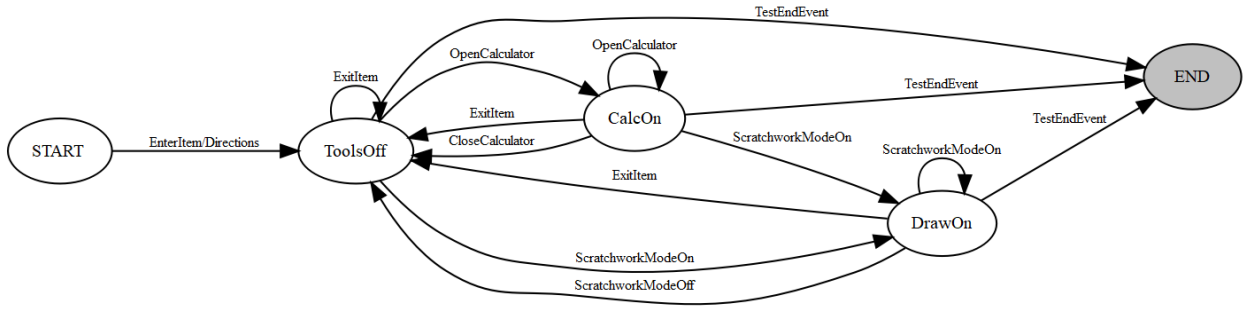 TestEndEvent
OpenCalculator
OpenCalculator
ExitItem
END
TestEndEvent
ExitItem
CalcOn
EnterItem/Directions
ScratchworkModeOn
TestEndEvent
START
ToolsOff
CloseCalculator
ScratchworkModeOn
ExitItem
DrawOn
ScratchworkModeOn
ScratchworkModeOff